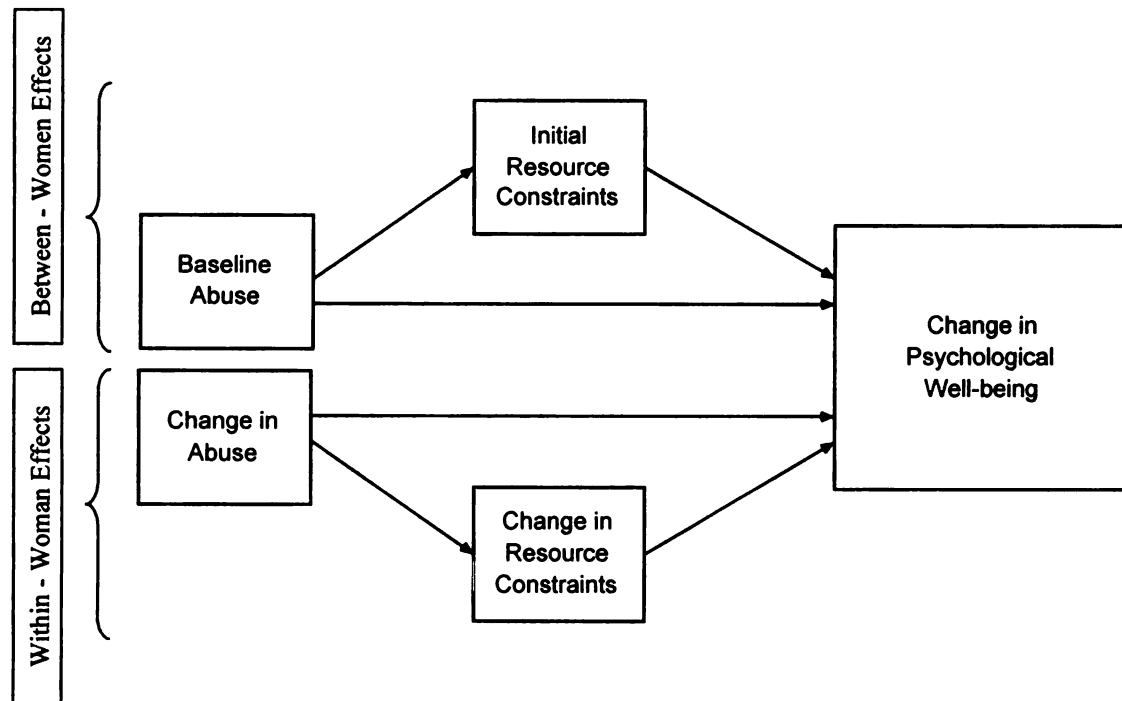 Between - Women Effects
Initial
Resource
Constraints
Baseline
Abuse
Change in
Psychological
Well-being
Within - Woman Effects
Change in
Abuse
Change in
Resource
Constraints